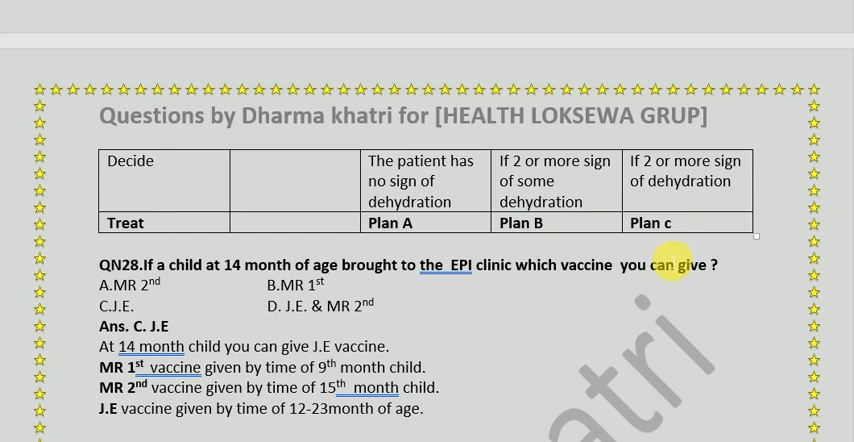 Questions by Dharma khatri for [HEALTH LOKSEWA GRUP]
Decide The patient has no sign of dehydration If 2 or more sign of some dehydration If 2 or more sign of dehydration
Treat Plan A Plan B Plan c
QN28.If a child at 14 month of age brought to the EPI clinic which vaccine you can give ?
A.MR 2nd B.MR 1st
C.J.E. D. J.E. & MR 2nd
Ans. C. J.E
At 14 month child you can give J.E vaccine.
MR 1st vaccine given by time of 9th month child.
MR 2nd vaccine given by time of 15th month child.
J.E vaccine given by time of 12-23month of age.